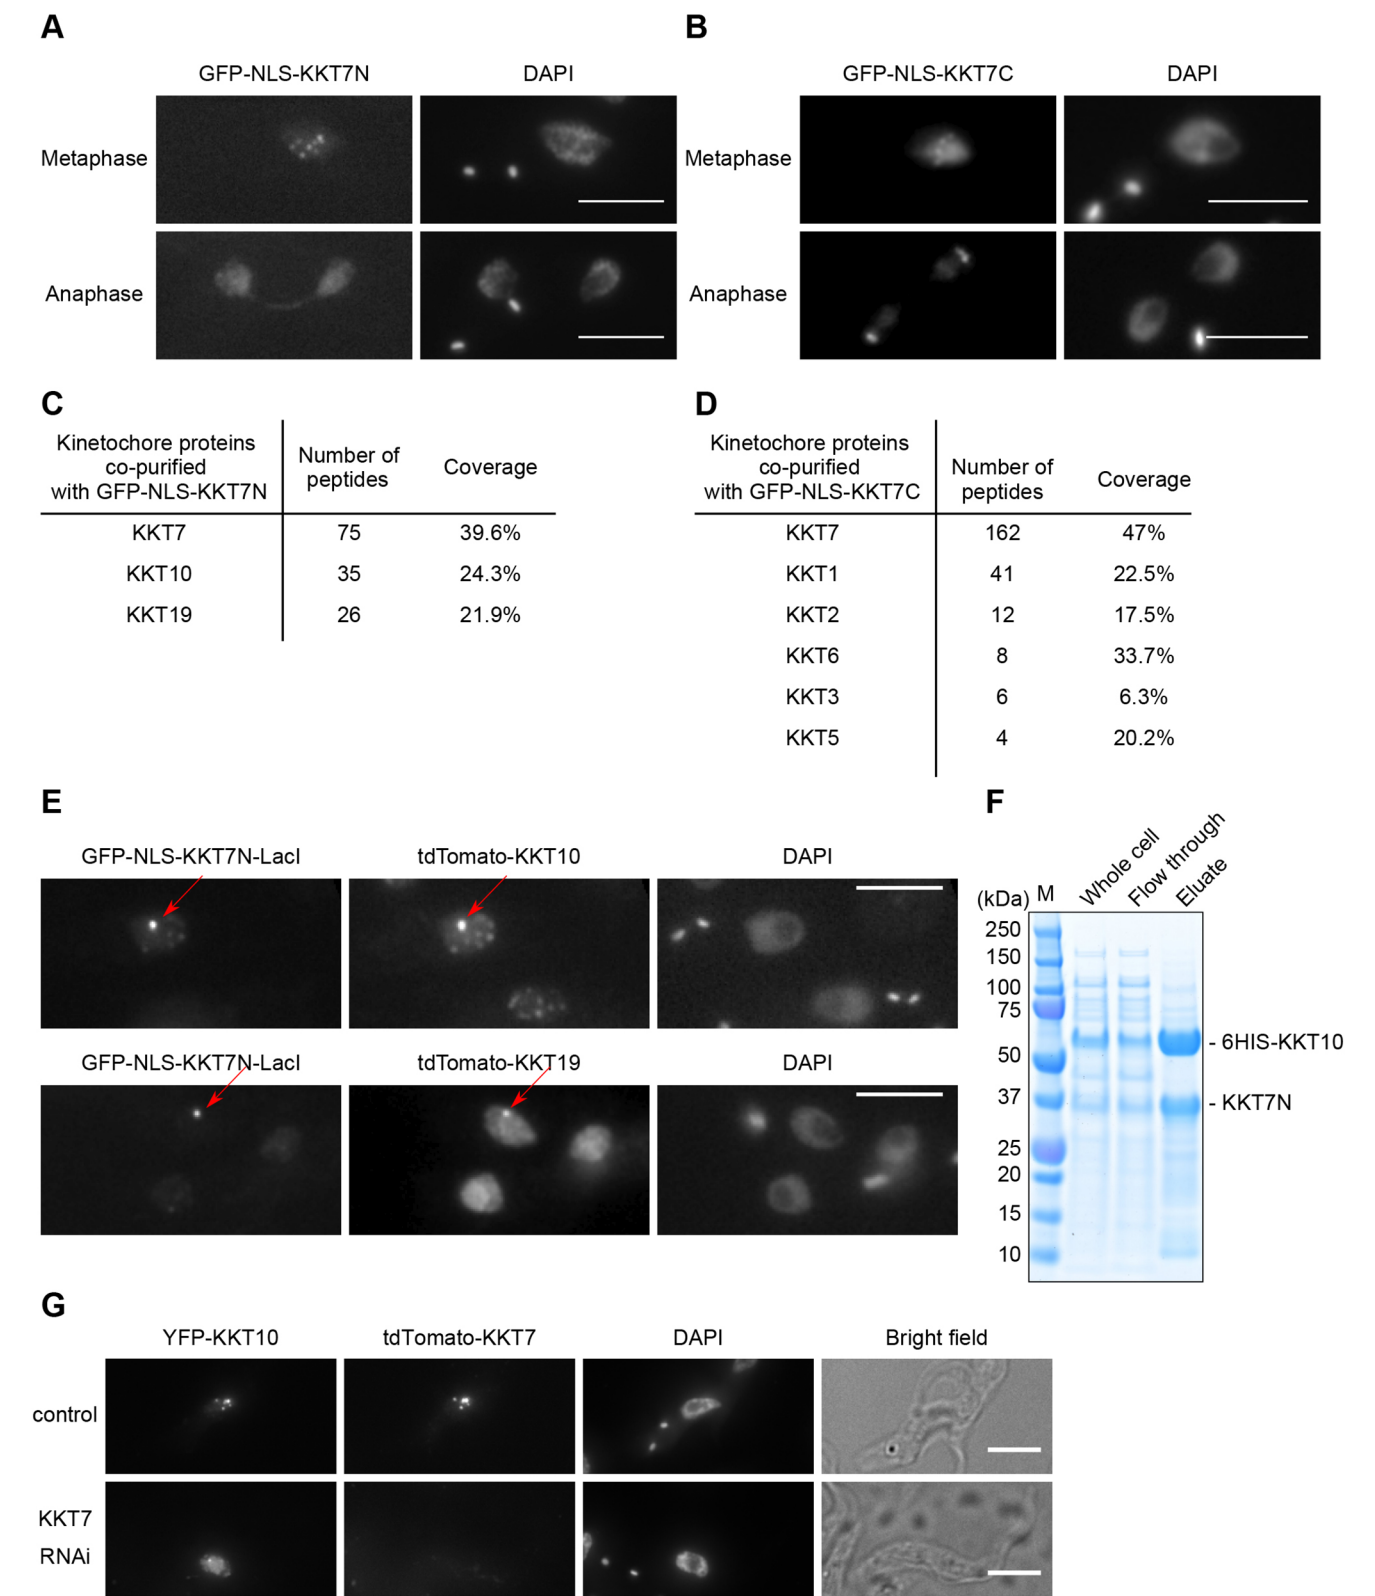 A
B
GFP-NLS-KKT7N
DAPI
GFP-NLS-KKT7C
DAPI
Metaphase
Metaphase
Anaphase
Anaphase
C
D
Kinetochore proteins
co-purified
with GFP-NLS-KKT7N
Number of
peptides
Coverage
KKT7 75 39.6%
KKT10 35 24.3%
KKT19 26 21.9%
Kinetochore proteins
co-purified
with GFP-NLS-KKT7C
Number of
peptides
Coverage
KKT7 162 47%
KKT1 41 22.5%
KKT2 12 17.5%
KKT6 8 33.7%
KKT3 6 6.3%
KKT5 4 20.2%
E
GFP-NLS-KKT7N-LacI
tdTomato-KKT10
DAPI
GFP-NLS-KKT7N-LacI
tdTomato-KKT19
DAPI
F
(kDa)
M
Whole cell
Flow through
Eluate
250
150
100
75
50
37
25
20
15
10
- 6HIS-KKT10
- KKT7N
G
YFP-KKT10
tdTomato-KKT7
DAPI
Bright field
control
KKT7
RNAi